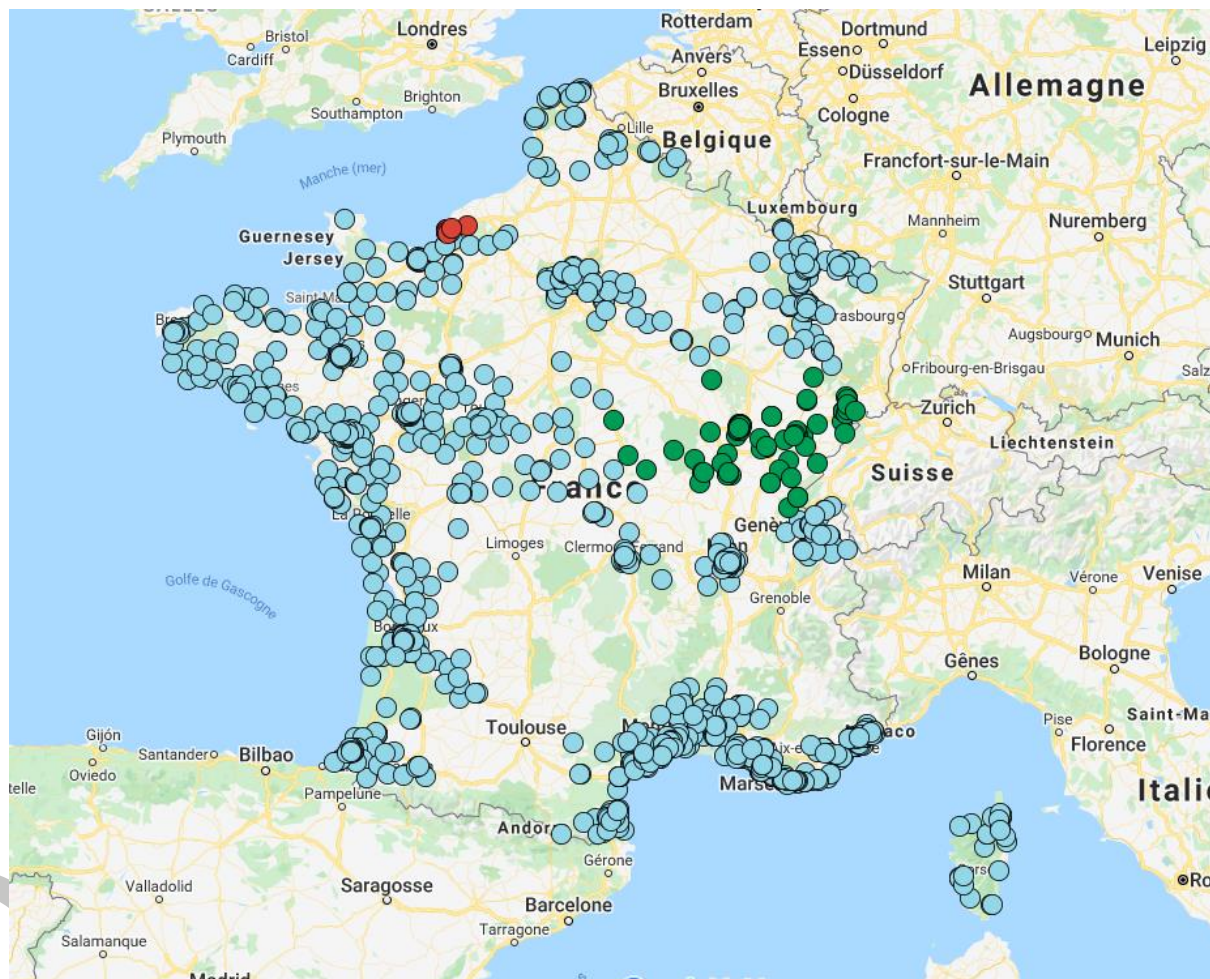 Londres
Bristol
Cardiff
Southampton
Brighton
Plymouth
Manche (mer)
Rotterdam
Anvers
Bruxelles
Lille
Belgique
Dortmund
Essen
Düsseldorf
Cologne
Leipzig
Allemagne
Francfort-sur-le-Main
Luxembourg
Mannheim
Nuremberg
Guernesey
Jersey
Stuttgart
Augsbourg
Munich
Fribourg-en-Brisgau
Zurich
Liechtenstein
Suisse
Limoges
Grenoble
Golfe de Gascogne
Milan
Vérone
Venise
Gênes
Bologne
Pise
Florence
Toulouse
Gijón
Oviedo
Santander
Bilbao
Pampelune
Gérone
Valladolid
Saragosse
Barcelone
Tarragone
Salamanque